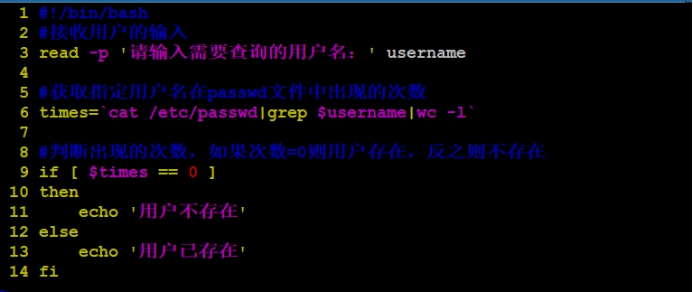 1 #!/bin/bash
2 #接收用户的输入
3 read -p '请输入需要查询的用户名：' username
4
5 #获取指定用户名在passwd文件中出现的次数
6 times=`cat /etc/passwd|grep $username|wc -l`
7
8 #判断出现的次数，如果次数=0则用户存在，反之则不存在
9 if [ $times == 0 ]
10 then
11     echo '用户不存在'
12 else
13     echo '用户已存在'
14 fi